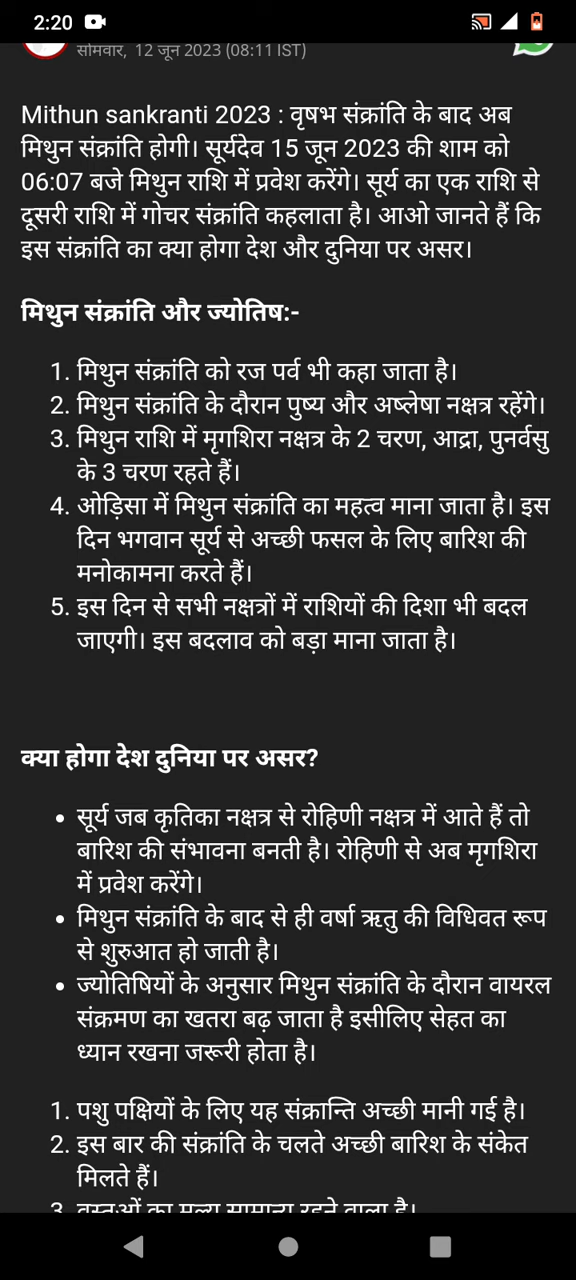 2:20
सोमवार, 12 जून 2023 (08:11 IST)
Mithun sankranti 2023 : वृषभ संक्रांति के बाद अब
मिथुन संक्रांति होगी। सूर्यदेव 15 जून 2023 की शाम को
06:07 बजे मिथुन राशि में प्रवेश करेंगे। सूर्य का एक राशि से
दूसरी राशि में गोचर संक्रांति कहलाता है। आओ जानते हैं कि
इस संक्रांति का क्या होगा देश और दुनिया पर असर।
मिथुन संक्रांति और ज्योतिष:-
1. मिथुन संक्रांति को रज पर्व भी कहा जाता है।
2. मिथुन संक्रांति के दौरान पुष्य और अष्लेषा नक्षत्र रहेंगे।
3. मिथुन राशि में मृगशिरा नक्षत्र के 2 चरण, आद्रा, पुनर्वसु
के 3 चरण रहते हैं।
4. ओड़िसा में मिथुन संक्रांति का महत्व माना जाता है। इस
दिन भगवान सूर्य से अच्छी फसल के लिए बारिश की
मनोकामना करते हैं।
5. इस दिन से सभी नक्षत्रों में राशियों की दिशा भी बदल
जाएगी। इस बदलाव को बड़ा माना जाता है।
क्या होगा देश दुनिया पर असर?
• सूर्य जब कृतिका नक्षत्र से रोहिणी नक्षत्र में आते हैं तो
बारिश की संभावना बनती है। रोहिणी से अब मृगशिरा
में प्रवेश करेंगे।
• मिथुन संक्रांति के बाद से ही वर्षा ऋतु की विधिवत रूप
से शुरुआत हो जाती है।
• ज्योतिषियों के अनुसार मिथुन संक्रांति के दौरान वायरल
संक्रमण का खतरा बढ़ जाता है इसीलिए सेहत का
ध्यान रखना जरूरी होता है।
1. पशु पक्षियों के लिए यह संक्रान्ति अच्छी मानी गई है।
2. इस बार की संक्रांति के चलते अच्छी बारिश के संकेत
मिलते हैं।
3. वस्तुओं का मूल्य सामान्य रहने वाला है।